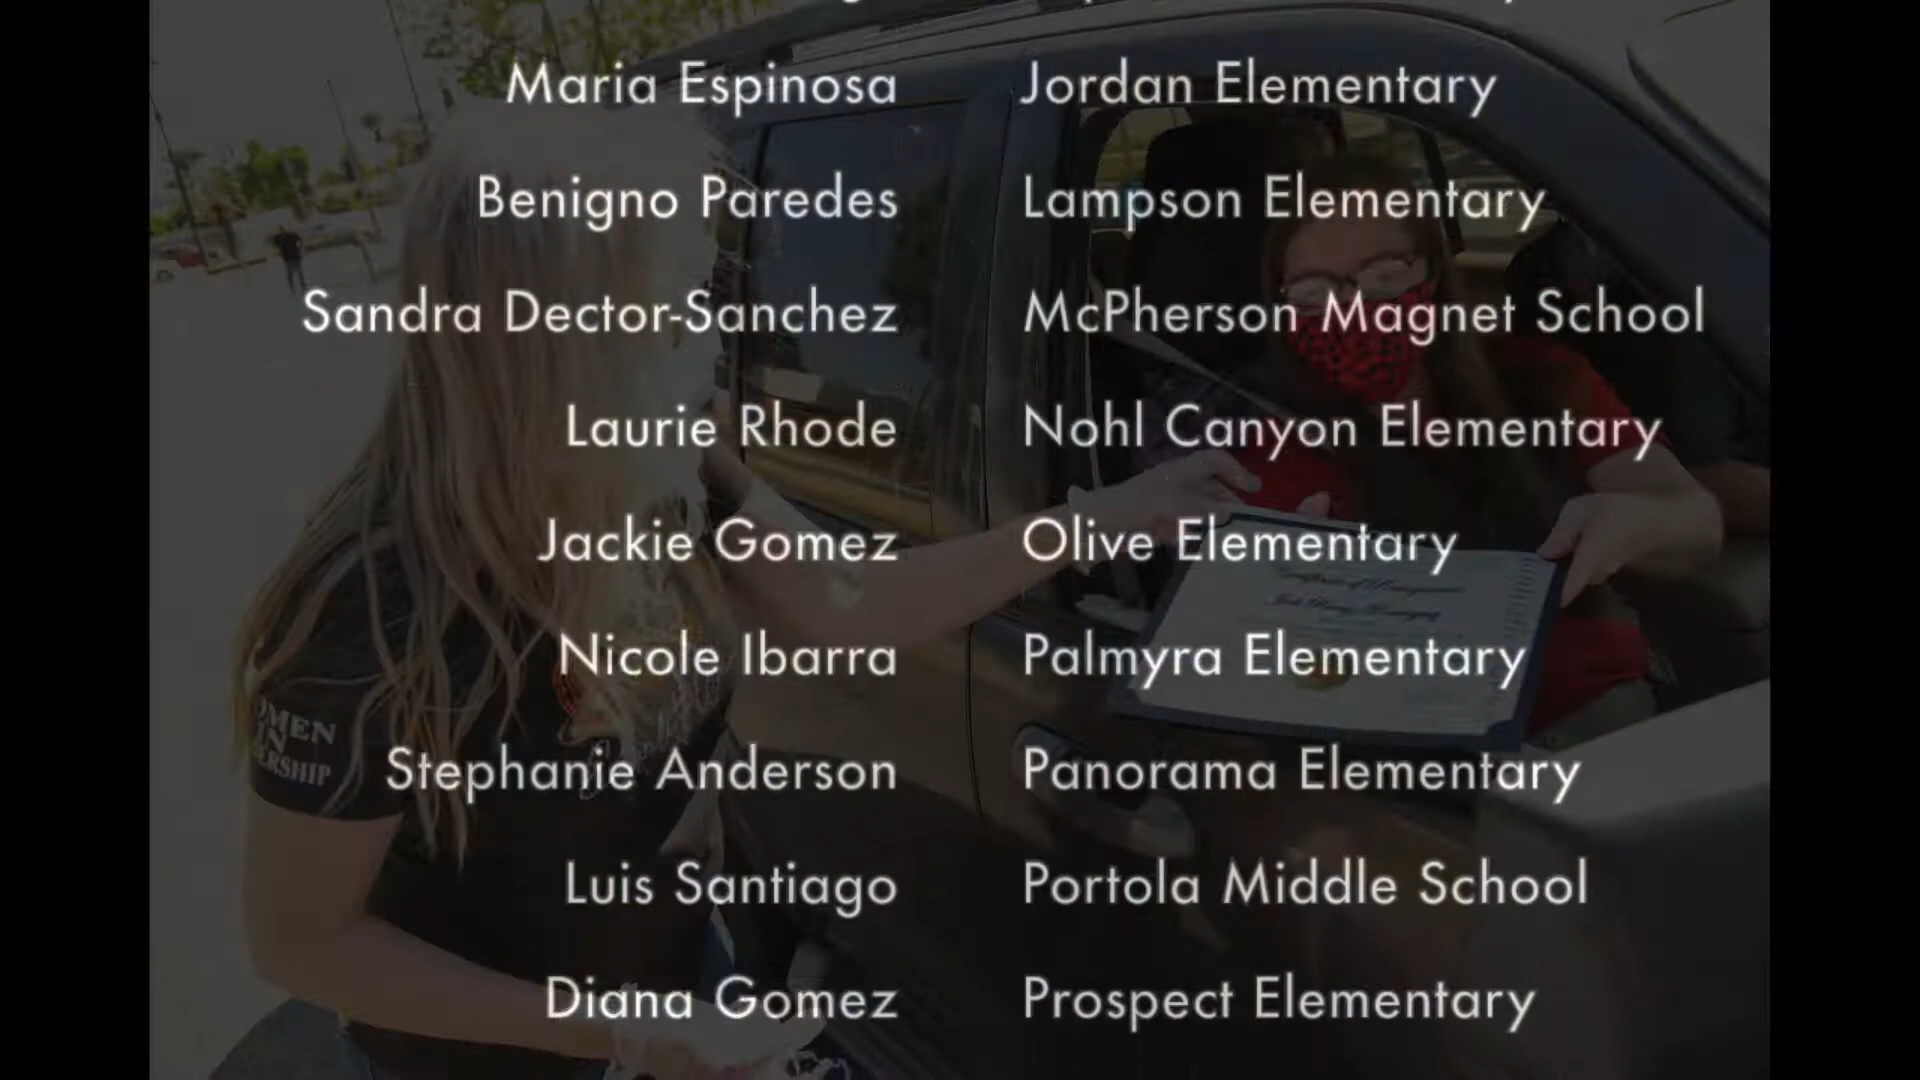 Maria Espinosa Jordan Elementary
Benigno Paredes Lampson Elementary
Sandra Dector-Sanchez McPherson Magnet School
Laurie Rhode Nohl Canyon Elementary
Jackie Gomez Olive Elementary
Nicole Ibarra Palmyra Elementary
Stephanie Anderson Panorama Elementary
Luis Santiago Portola Middle School
Diana Gomez Prospect Elementary